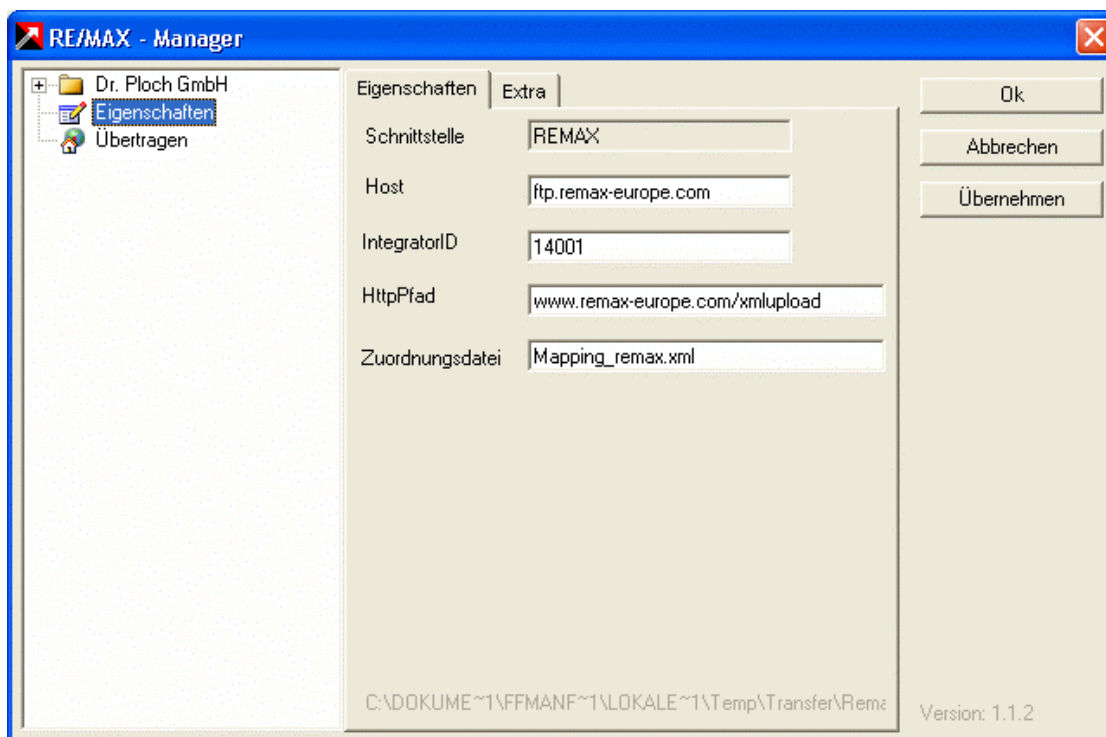 RE/MAX - Manager
Dr. Ploch GmbH
Eigenschaften
Übertragen
Eigenschaften
Extra
Schnittstelle
REMAX
Host
ftp.remax-europe.com
IntegratorID
14001
HttpPfad
www.remax-europe.com/xmlupload
Zuordnungsdatei
Mapping_remax.xml
C:\DOKUME~1\FFMANF~1\LOKALE~1\Temp\Transfer\Rema
Ok
Abbrechen
Übernehmen
Version: 1.1.2